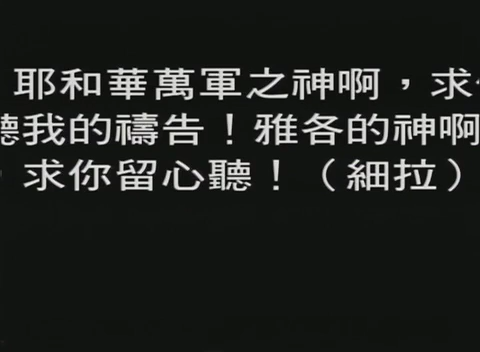 耶和華萬軍之神啊，求
聽我的禱告！雅各的神啊
，求你留心聽！（細拉）